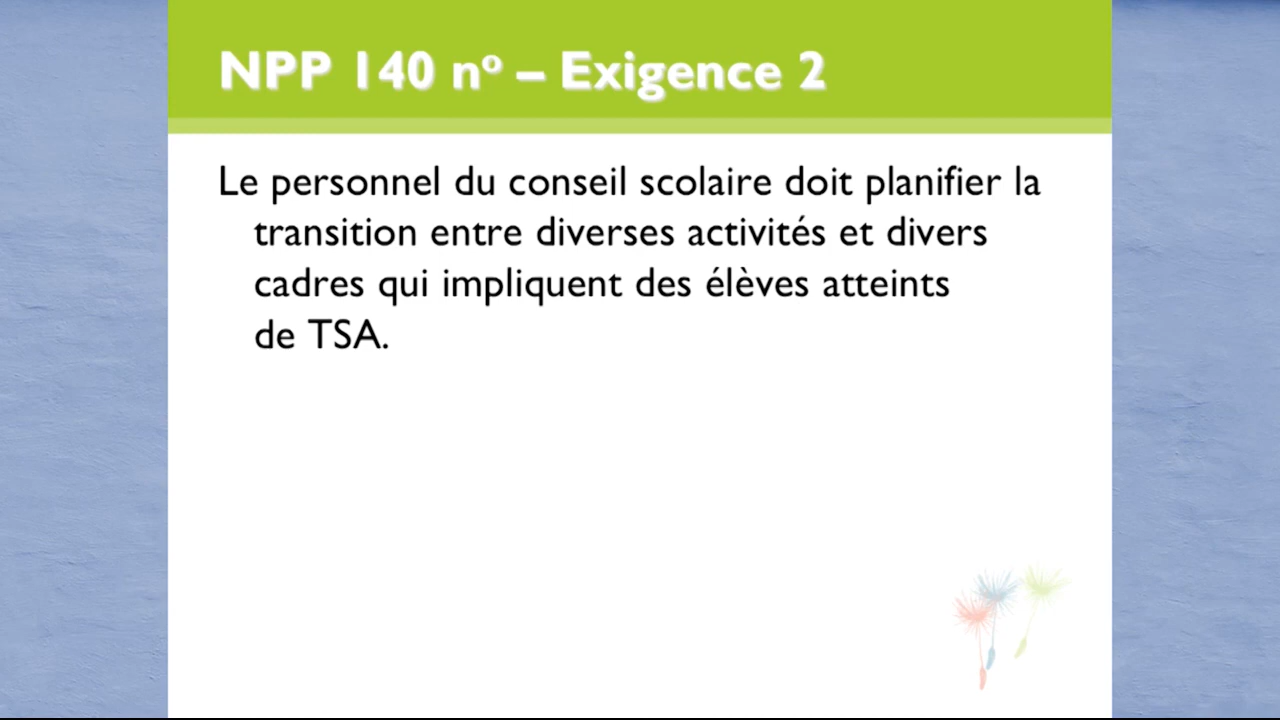 NPP 140 nº – Exigence 2
Le personnel du conseil scolaire doit planifier la
transition entre diverses activités et divers
cadres qui impliquent des élèves atteints
de TSA.